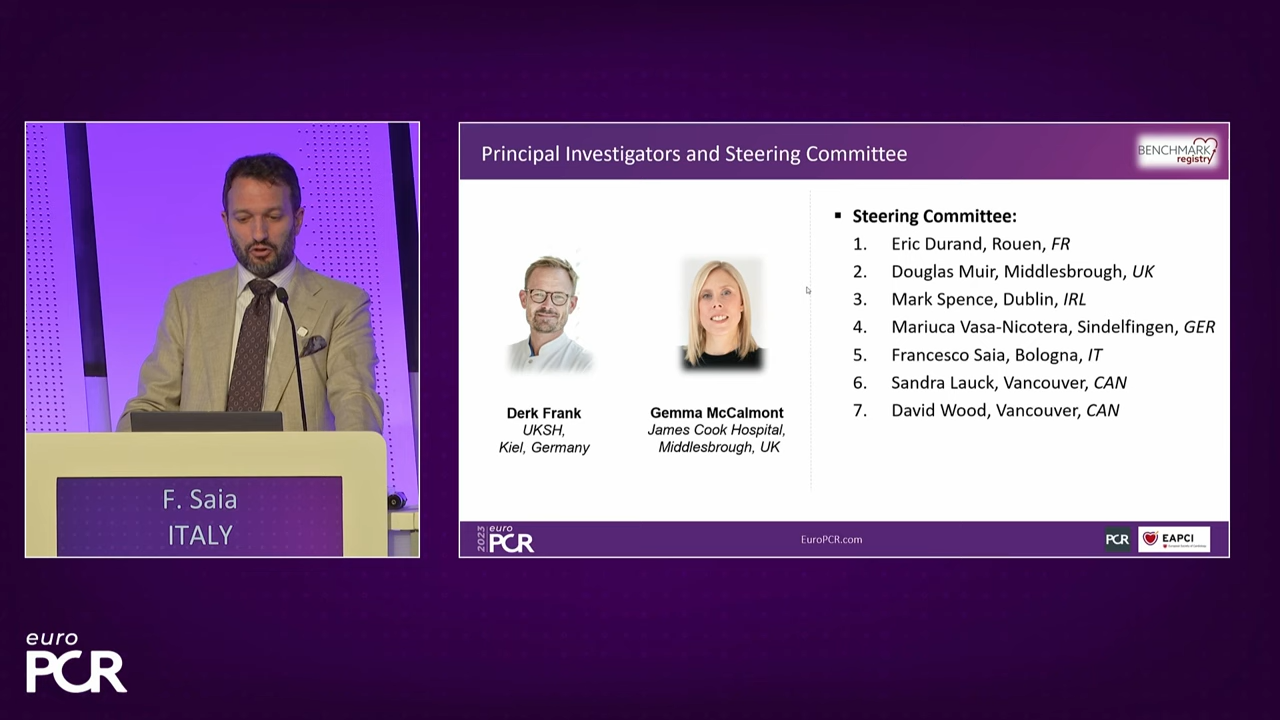 F. Saia
ITALY
Principal Investigators and Steering Committee
BENCHMARK
registry
Derk Frank
UKSH,
Kiel, Germany
Gemma McCalmont
James Cook Hospital,
Middlesbrough, UK
▪ Steering Committee:
1. Eric Durand, Rouen, FR
2. Douglas Muir, Middlesbrough, UK
3. Mark Spence, Dublin, IRL
4. Mariuca Vasa-Nicotera, Sindelfingen, GER
5. Francesco Saia, Bologna, IT
6. Sandra Lauck, Vancouver, CAN
7. David Wood, Vancouver, CAN
2023
euro
PCR
EuroPCR.com
PCR
EAPCI
euro
PCR